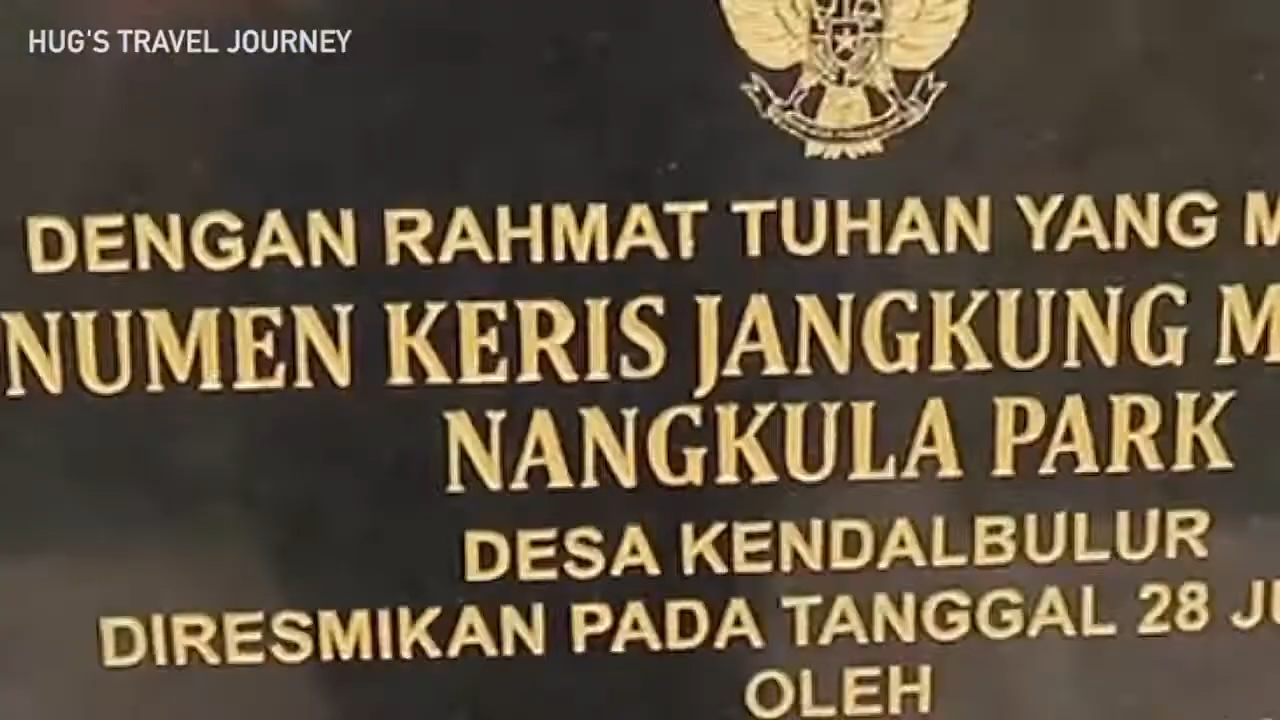 HUG'S TRAVEL JOURNEY
DENGAN RAHMAT TUHAN YANG
NUMEN KERIS JANGKUNG
NANGKULA PARK
DESA KENDALBULUR
DIRESMIKAN PADA TANGGAL 28
OLEH